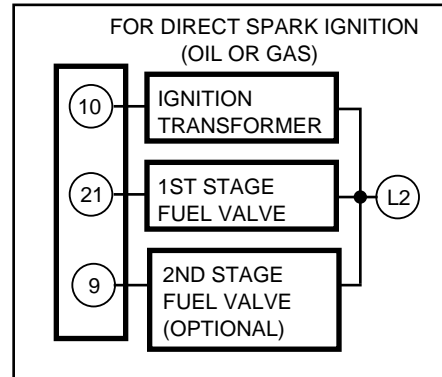 FOR DIRECT SPARK IGNITION
(OIL OR GAS)
10
IGNITION
TRANSFORMER
21
1ST STAGE
FUEL VALVE
L2
9
2ND STAGE
FUEL VALVE
(OPTIONAL)